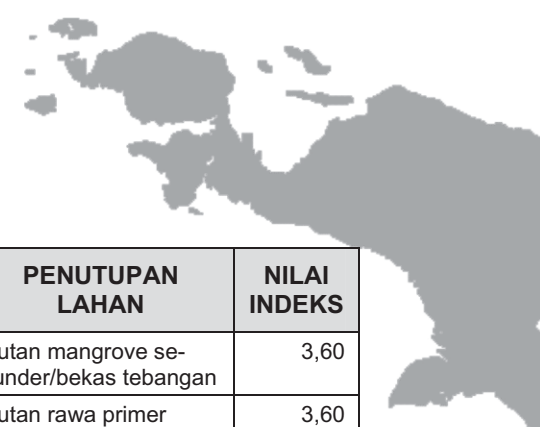 PENUTUPAN
LAHAN
NILAI
INDEKS
utan mangrove se-
under/bekas tebangan
3,60
utan rawa primer
3,60